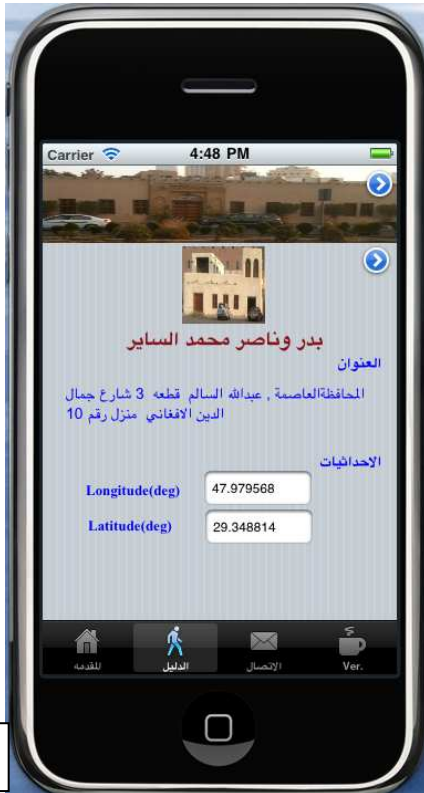 Carrier 4:48 PM
بدر وناصر محمد الساير
العنوان
المحافظةالعاصمة , عبدالله السالم قطعه 3 شارع جمال
الدين الافغاني منزل رقم 10
الاحداثيات
Longitude(deg) 47.979568
Latitude(deg) 29.348814
للقدمه الدليل الإتصال Ver.